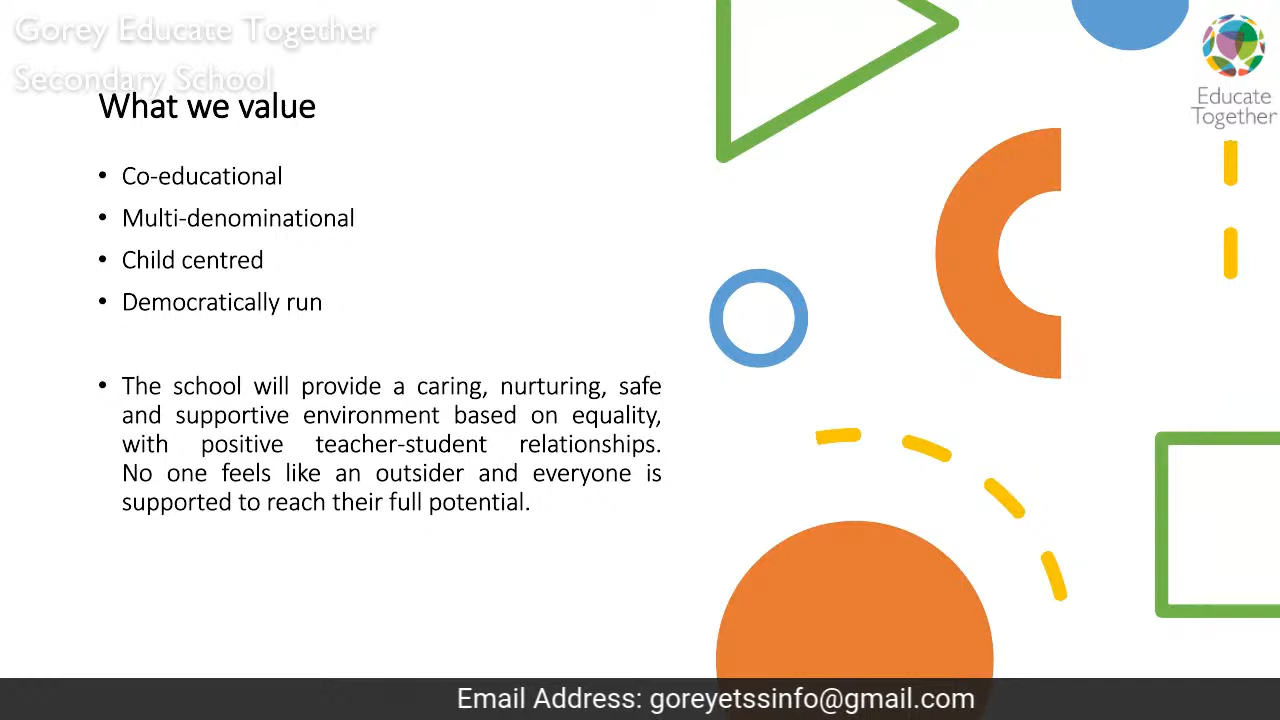 Gorey Educate Together
Secondary School
What we value
• Co-educational
• Multi-denominational
• Child centred
• Democratically run
• The school will provide a caring, nurturing, safe
and supportive environment based on equality,
with positive teacher-student relationships.
No one feels like an outsider and everyone is
supported to reach their full potential.
Educate
Together
Email Address: goreyetssinfo@gmail.com